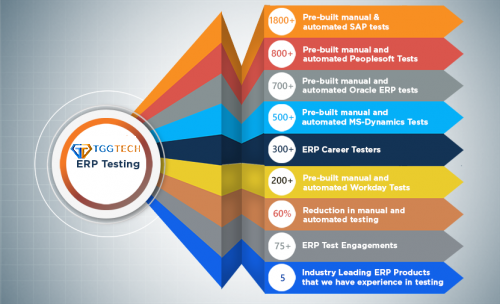 TGGTECH
ERP Testing
1800+
Pre-built manual &
automated SAP tests
800+
Pre-built manual and
automated Peoplesoft Tests
700+
Pre-built manual and
automated Oracle ERP tests
500+
Pre-built manual and
automated MS-Dynamics Tests
300+
ERP Career Testers
200+
Pre-built manual and
automated Workday Tests
60%
Reduction in manual and
automated testing
75+
ERP Test Engagements
5
Industry Leading ERP Products
that we have experience in testing